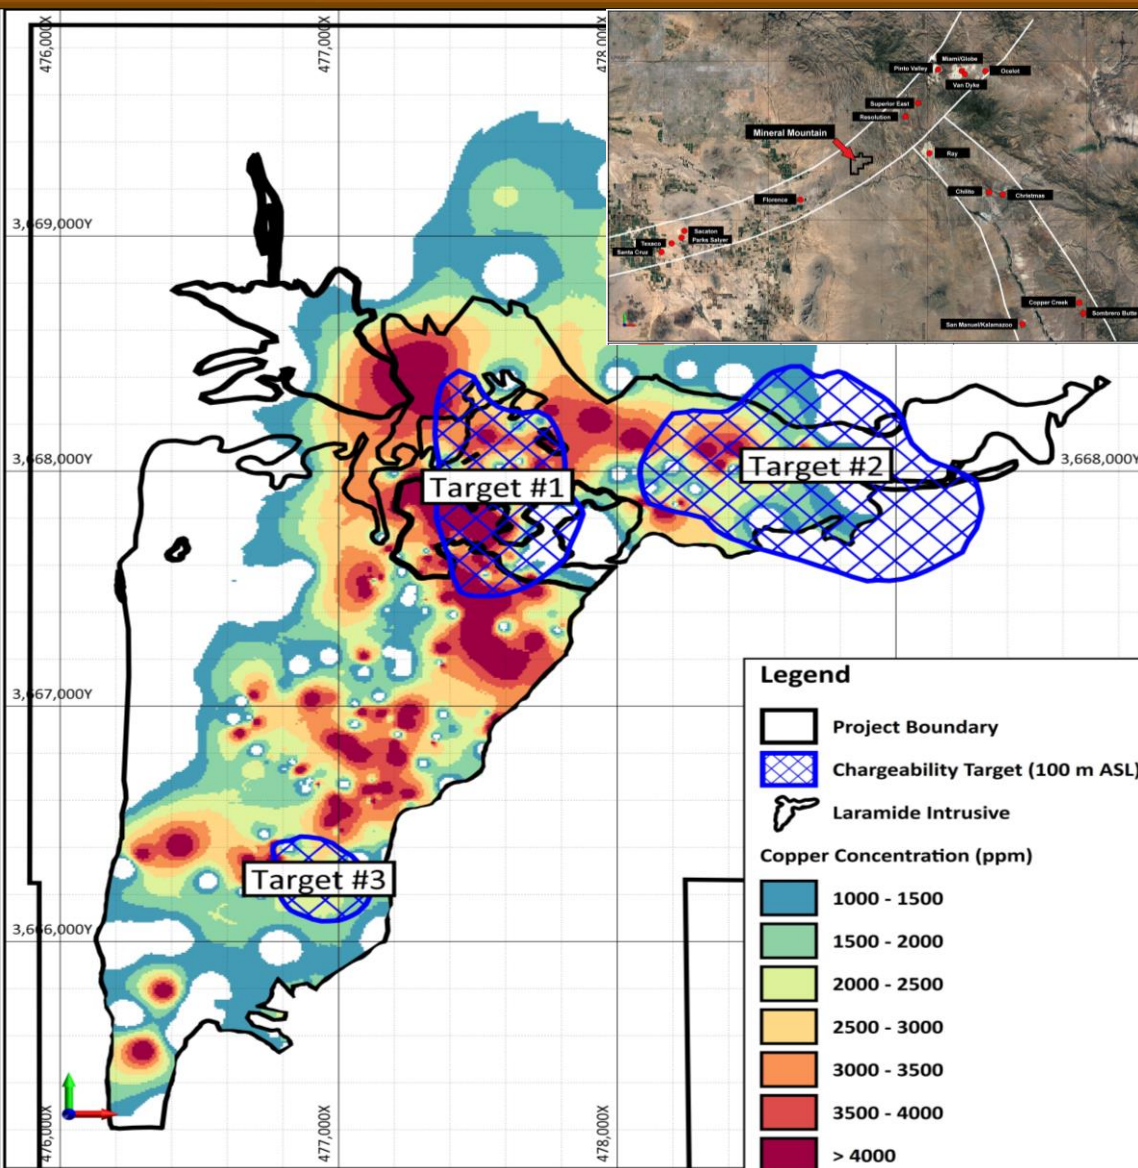 476,000X
477,000X
478,000X
Miami/Globe
Pinto Valley
Ocelot
Van Dyke
Superior East
Resolution
Mineral Mountain
Ray
Chilito
Christmas
Florence
Sacaton
Parks Salyer
Texaco
Santa Cruz
Copper Creek
Sombrero Butte
San Manuel/Kalamazoo
3,669,000Y
3,668,000Y
3,668,000Y
Target #1
Target #2
3,667,000Y
Target #3
3,666,000Y
476,000X
477,000X
478,000X
Legend
Project Boundary
Chargeability Target (100 m ASL)
Laramide Intrusive
Copper Concentration (ppm)
1000 - 1500
1500 - 2000
2000 - 2500
2500 - 3000
3000 - 3500
3500 - 4000
> 4000